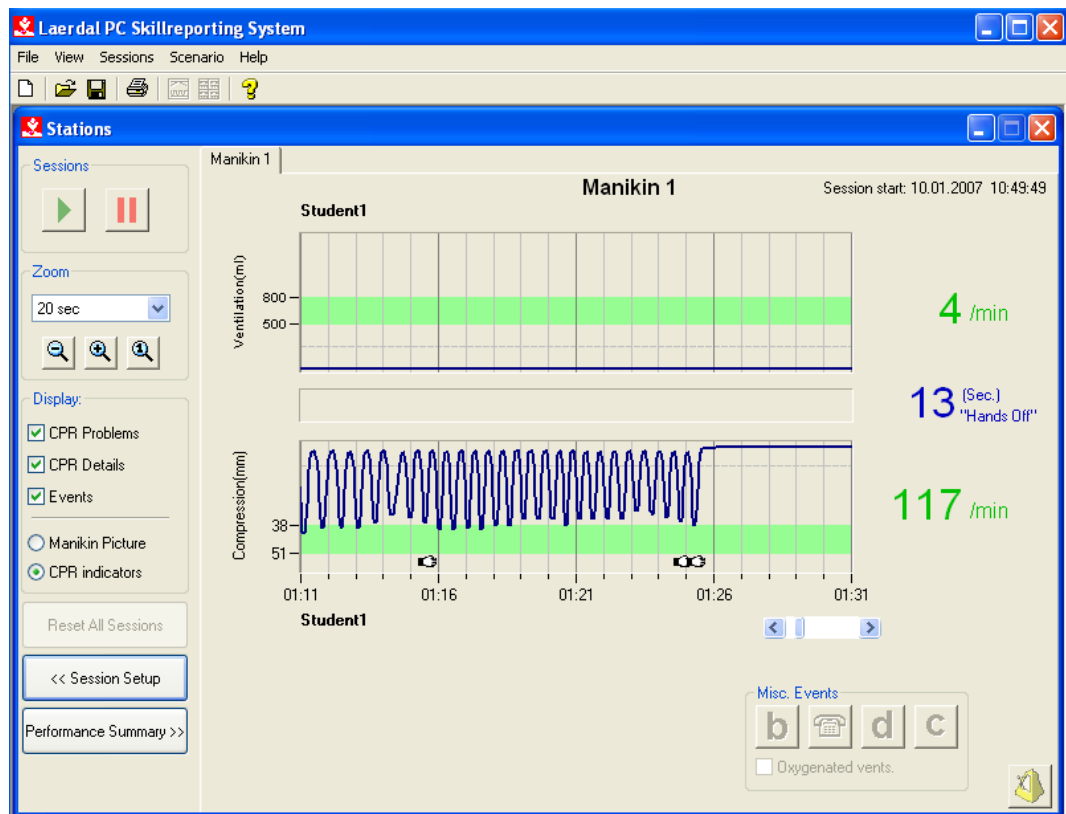 Laerdal PC Skillreporting System
File View Sessions Scenario Help
Stations
Sessions
Zoom
20 sec
Display:
CPR Problems
CPR Details
Events
Manikin Picture
CPR indicators
Reset All Sessions
<< Session Setup
Performance Summary >>
Manikin 1
Manikin 1
Session start: 10.01.2007 10:49:49
Student1
Ventilation(ml)
800
500
4 /min
13 (Sec.)
"Hands Off"
Compression(mm)
38
51
117 /min
01:11 01:16 01:21 01:26 01:31
Student1
Misc. Events
b d c
Oxygenated vents.